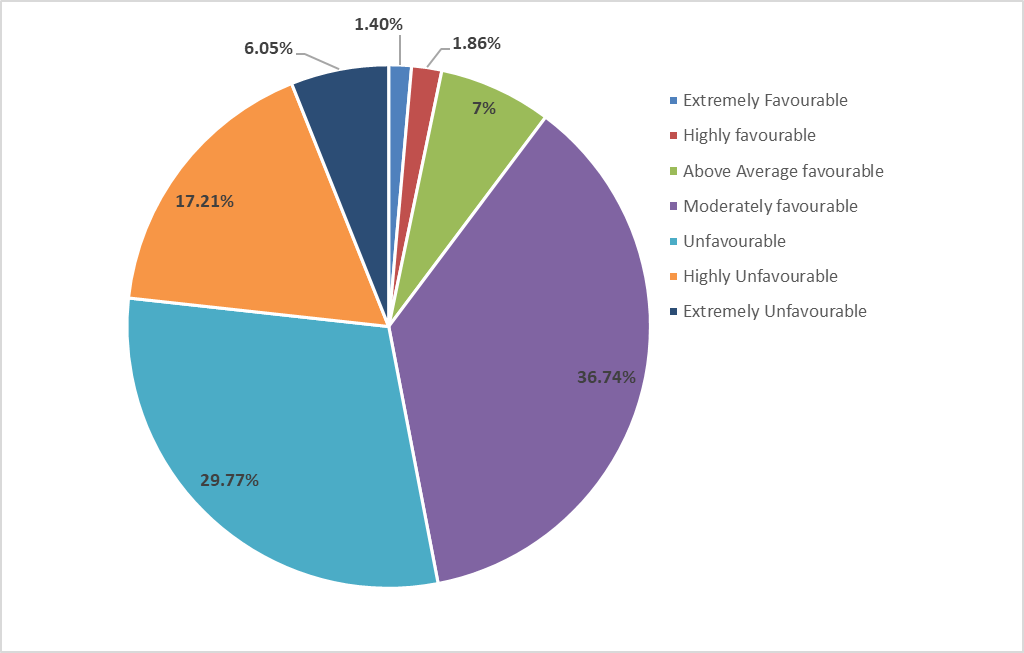 1.40%
6.05%
1.86%
7%
17.21%
36.74%
29.77%
Extremely Favourable
Highly favourable
Above Average favourable
Moderately favourable
Unfavourable
Highly Unfavourable
Extremely Unfavourable